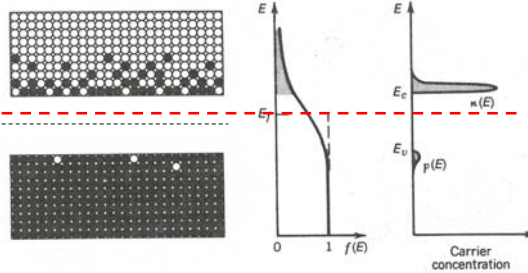 E
E
E_c
n(E)
E_f
E_v
p(E)
0
1
f(E)
Carrier
concentration